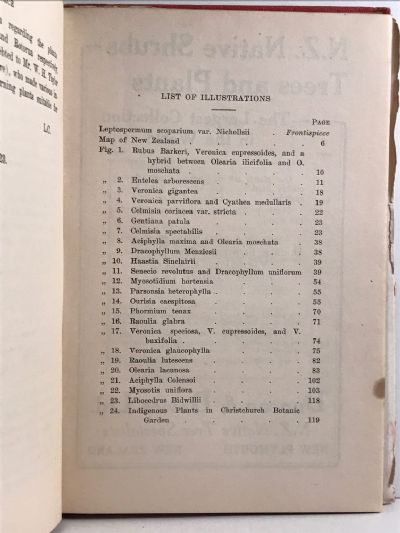 regarding the plans
LIST OF ILLUSTRATIONS
PAGE
Leptospermum scoparium var. Nichollsii . Frontispiece
Map of New Zealand . . . . . 6
Fig. 1. Rubus Barkeri, Veronica cupressoides, and a
hybrid between Olearia ilicifolia and O.
moschata . . . . . 10
„ 2. Entelea arborescens . . . . 11
„ 3. Veronica gigantea . . . . 18
„ 4. Veronica parviflora and Cyathea medullaris . 19
„ 5. Celmisia coriacea var. stricta . . . 22
„ 6. Gentiana patula . . . . 23
„ 7. Celmisia spectabilis . . . . 23
„ 8. Aciphylla maxima and Olearia moschata . . 38
„ 9. Dracophyllum Menziesii . . . . 38
„ 10. Haastia Sinclairii . . . . 39
„ 11. Senecio revolutus and Dracophyllum uniflorum 39
„ 12. Myosotidium hortensia . . . . 54
„ 13. Parsonsia heterophylla . . . . 55
„ 14. Ourisia caespitosa . . . . 55
„ 15. Phormium tenax . . . . 70
„ 16. Raoulia glabra . . . . 71
„ 17. Veronica speciosa, V. cupressoides, and V.
buxifolia . . . . . 74
„ 18. Veronica glaucophylla . . . . 75
„ 19. Raoulia lutescens . . . . 82
„ 20. Olearia lacunosa . . . . 83
„ 21. Aciphylla Colensoi . . . . 102
„ 22. Myosotis uniflora . . . . 103
„ 23. Libocedrus Bidwillii . . . . 118
„ 24. Indigenous Plants in Christchurch Botanic
Garden . . . . . 119